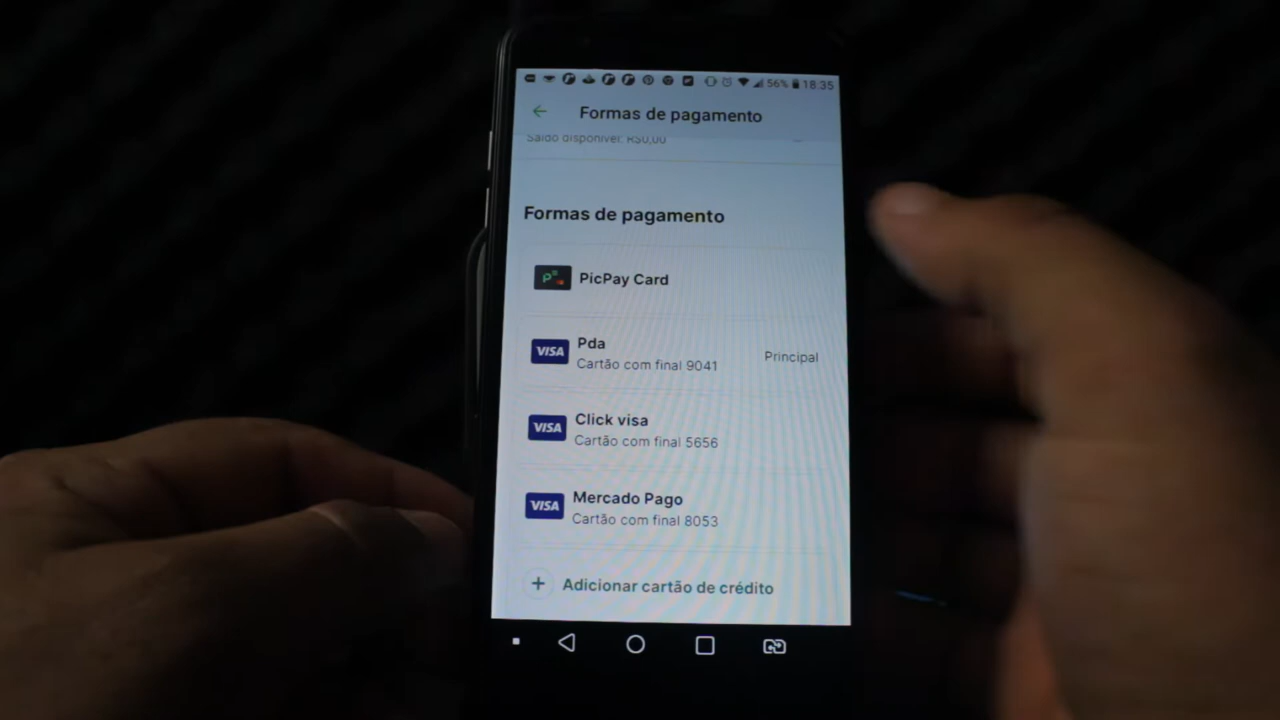 56% 18:35
Formas de pagamento
Saldo disponível: R$0,00
Formas de pagamento
PicPay Card
VISA
Pda
Cartão com final 9041
Principal
VISA
Click visa
Cartão com final 5656
VISA
Mercado Pago
Cartão com final 8053
+ Adicionar cartão de crédito